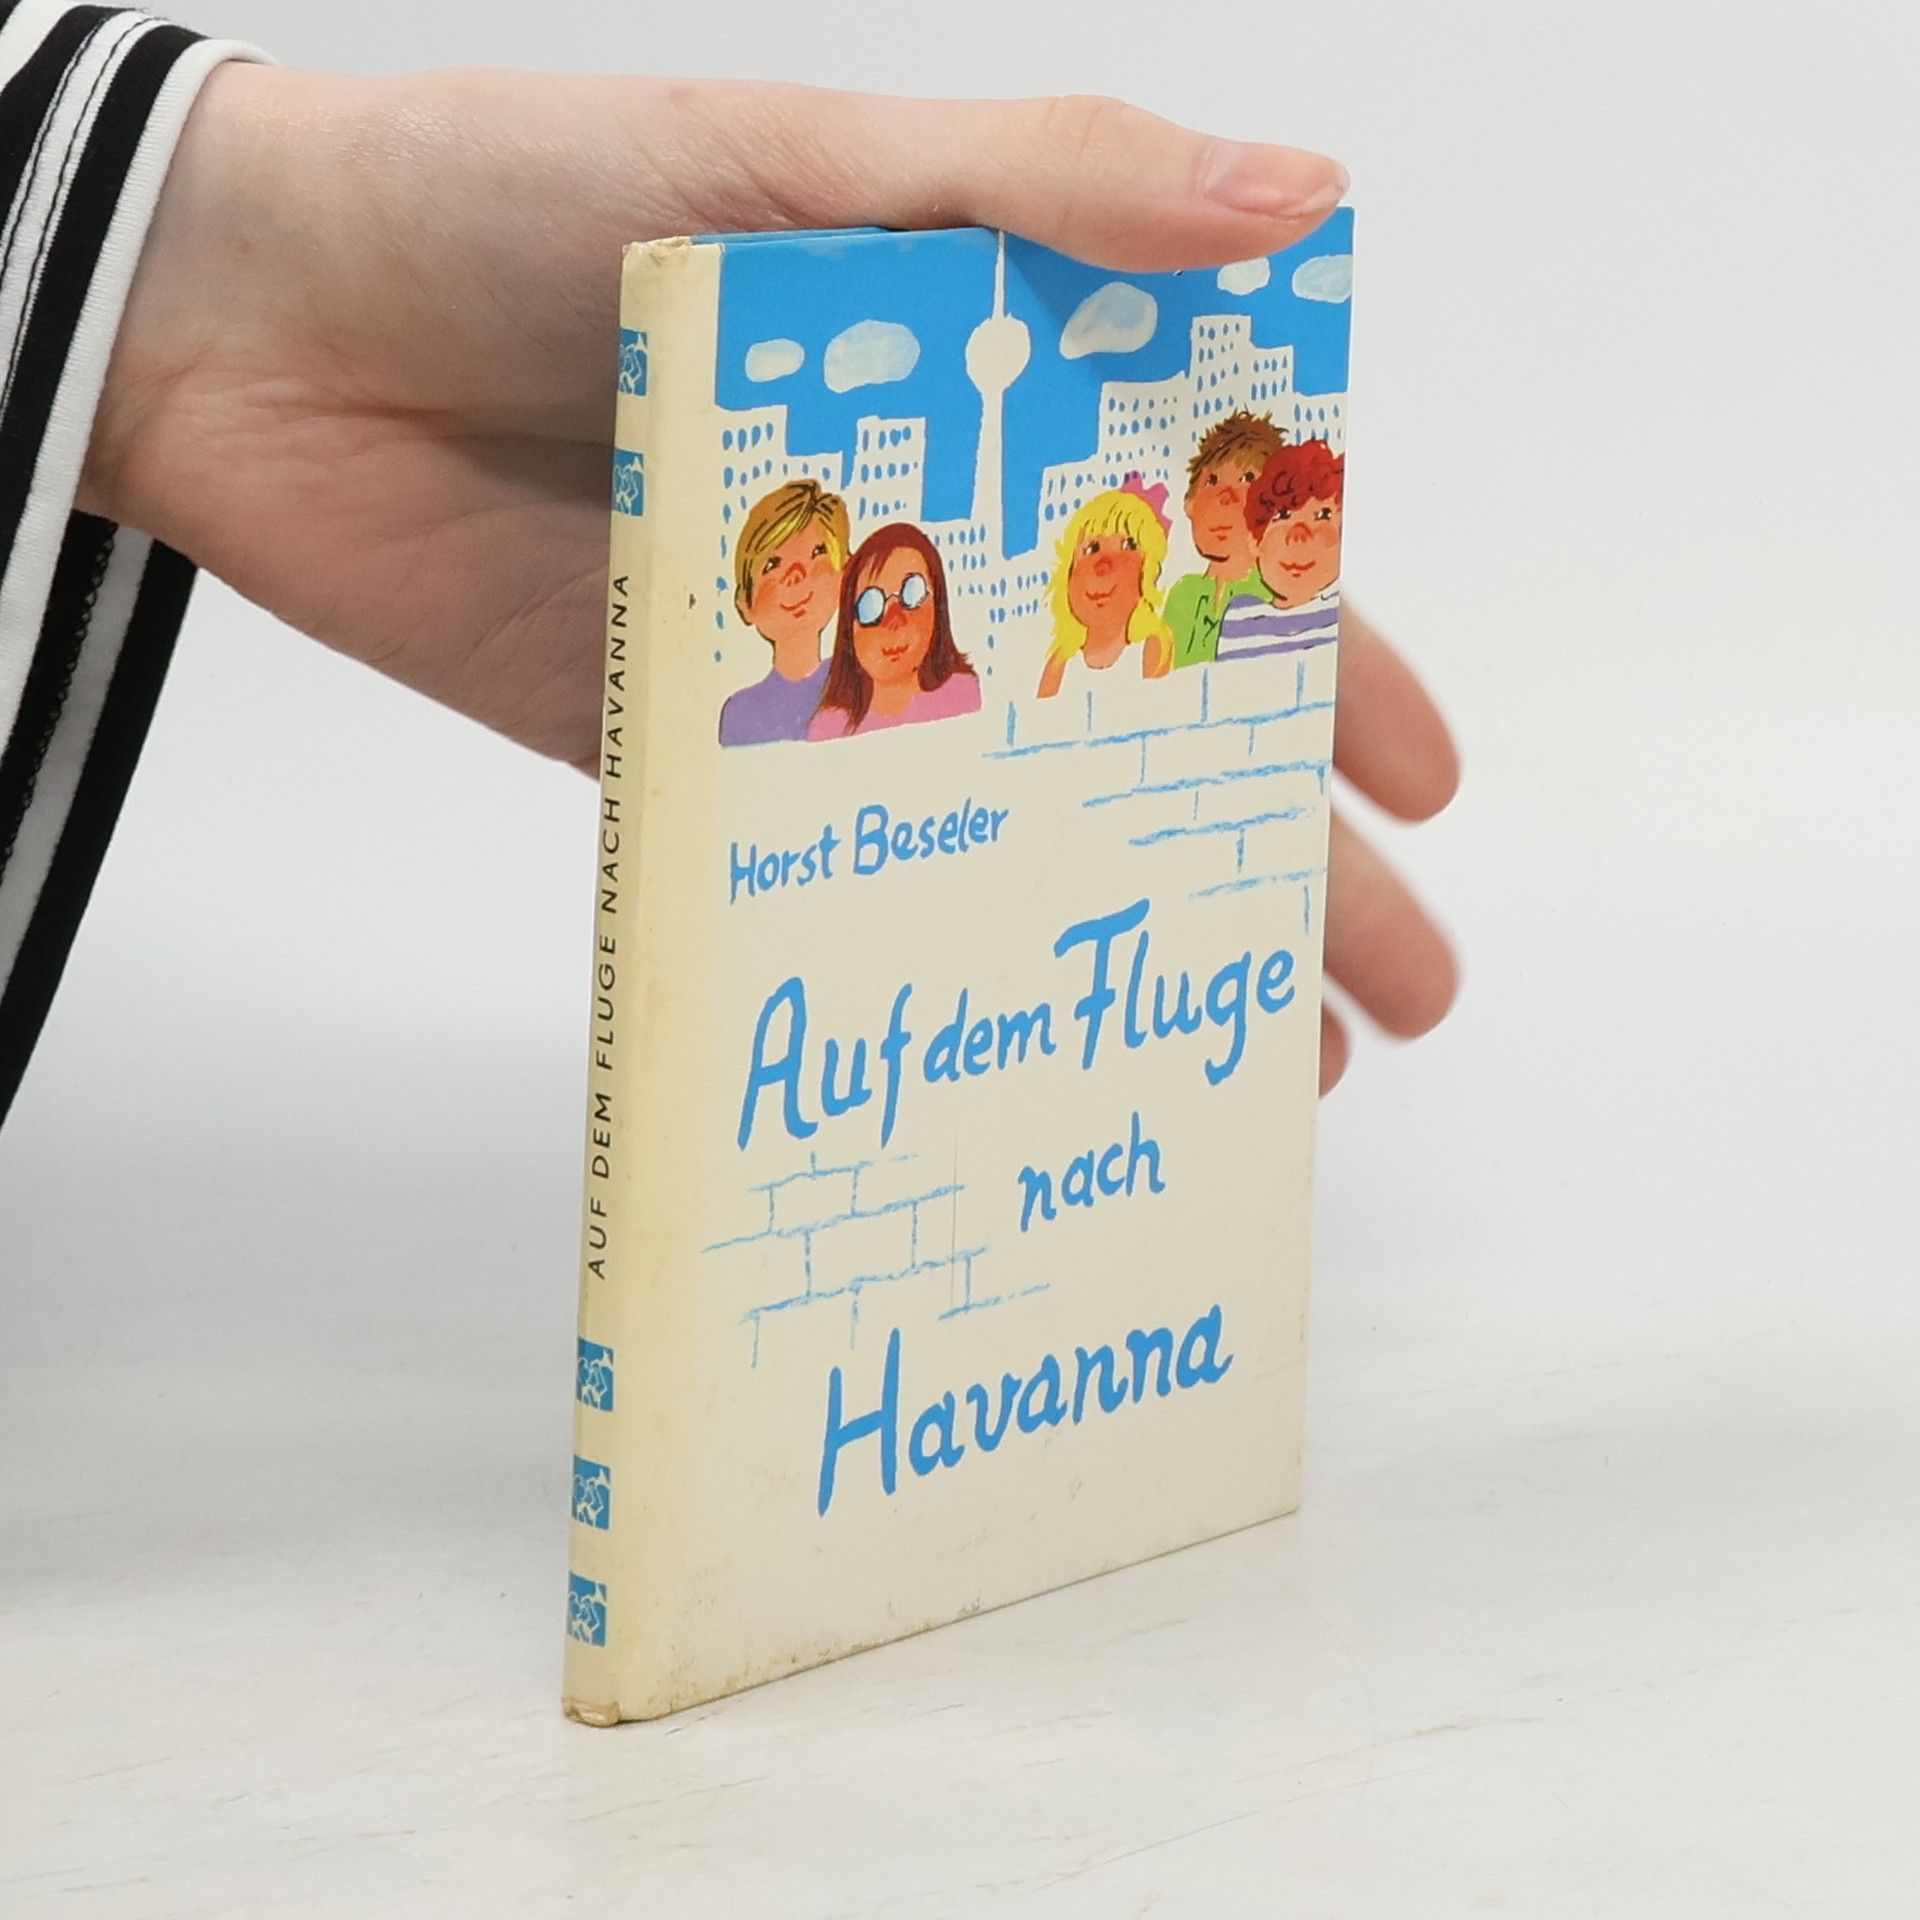 AUF DEM FLUGE NACH HAVANNA
Horst Beseler
Auf dem Fluge
nach
Havanna